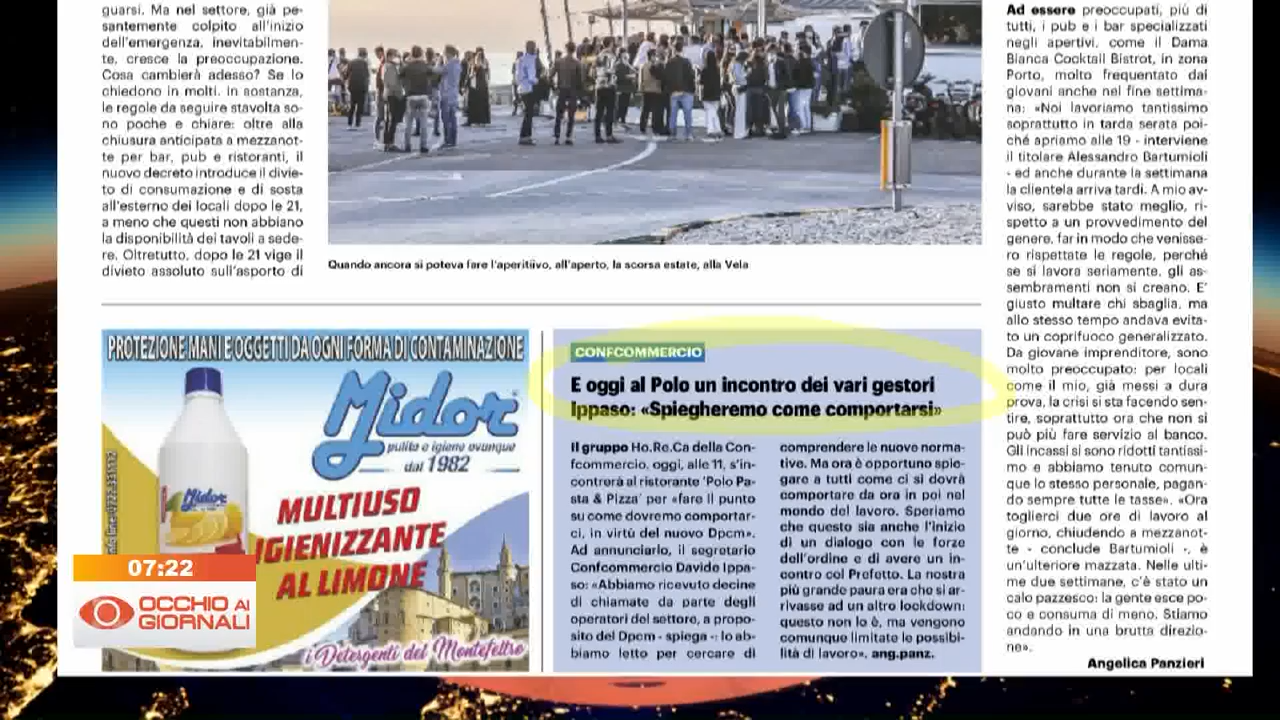 guarsi. Ma nel settore, già pe-
santemente colpito all'inizio
dell'emergenza, inevitabilmen-
te, cresce la preoccupazione.
Cosa cambierà adesso? Se lo
chiedono in molti. In sostanza,
le regole da seguire stavolta so-
no poche e chiare: oltre alla
chiusura anticipata a mezzanot-
te per bar, pub e ristoranti, il
nuovo decreto introduce il divie-
to di consumazione e di sosta
all'esterno dei locali dopo le 21,
a meno che questi non abbiano
la disponibilità dei tavoli a sede-
re. Oltretutto, dopo le 21 vige il
divieto assoluto sull'asporto di
Quando ancora si poteva fare l'aperitiivo, all'aperto, la scorsa estate, alla Vela
PROTEZIONE MANI E OGGETTI DA OGNI FORMA DI CONTAMINAZIONE
Midor
pulito e igiene ovunque
dal 1982
Midor
MULTIUSO
IGIENIZZANTE
AL LIMONE
i Detergenti del Montefeltro
07:22
OCCHIO AI
GIORNALI
CONFCOMMERCIO
E oggi al Polo un incontro dei vari gestori
Ippaso: «Spiegheremo come comportarsi»
Il gruppo Ho.Re.Ca della Con-
fcommercio, oggi, alle 11, s'in-
contrerà al ristorante 'Polo Pa-
sta & Pizza' per «fare il punto
su come dovremo comportar-
ci, in virtù del nuovo Dpcm».
Ad annunciarlo, il segretario
Confcommercio Davide Ippa-
so: «Abbiamo ricevuto decine
di chiamate da parte degli
operatori del settore, a propo-
sito del Dpcm - spiega -: lo ab-
biamo letto per cercare di
comprendere le nuove norma-
tive. Ma ora è opportuno spie-
gare a tutti come ci si dovrà
comportare da ora in poi nel
mondo del lavoro. Speriamo
che questo sia anche l'inizio
di un dialogo con le forze
dell'ordine e di avere un in-
contro col Prefetto. La nostra
più grande paura era che si ar-
rivasse ad un altro lockdown:
questo non lo è, ma vengono
comunque limitate le possibi-
lità di lavoro». ang.panz.
Ad essere preoccupati, più di
tutti, i pub e i bar specializzati
negli apertivi, come il Dama
Bianca Cocktail Bistrot, in zona
Porto, molto frequentato dai
giovani anche nel fine settima-
na: «Noi lavoriamo tantissimo
soprattutto in tarda serata poi-
ché apriamo alle 19 - interviene
il titolare Alessandro Bartumioli
- ed anche durante la settimana
la clientela arriva tardi. A mio av-
viso, sarebbe stato meglio, ri-
spetto a un provvedimento del
genere, far in modo che venisse-
ro rispettate le regole, perché
se si lavora seriamente, gli as-
sembramenti non si creano. E'
giusto multare chi sbaglia, ma
allo stesso tempo andava evita-
to un coprifuoco generalizzato.
Da giovane imprenditore, sono
molto preoccupato: per locali
come il mio, già messi a dura
prova, la crisi si sta facendo sen-
tire, soprattutto ora che non si
può più fare servizio al banco.
Gli incassi si sono ridotti tantissi-
mo e abbiamo tenuto comun-
que lo stesso personale, pagan-
do sempre tutte le tasse». «Ora
toglierci due ore di lavoro al
giorno, chiudendo a mezzanot-
te - conclude Bartumioli -, è
un'ulteriore mazzata. Nelle ulti-
me due settimane, c'è stato un
calo pazzesco: la gente esce po-
co e consuma di meno. Stiamo
andando in una brutta direzio-
ne».
Angelica Panzieri